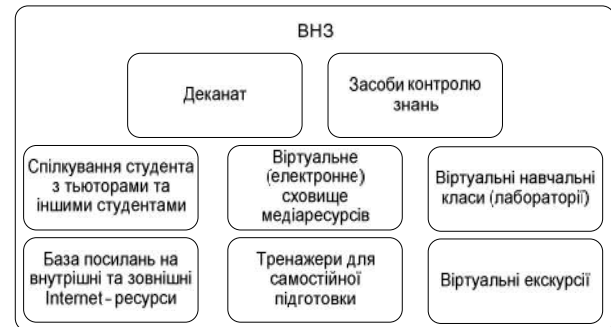 ВНЗ
Деканат
Засоби контролю
знань
Спілкування студента
з тьюторами та
іншими студентами
Віртуальне
(електронне)
сховище
медіаресурсів
Віртуальні навчальні
класи (лабораторії)
База посилань на
внутрішні та зовнішні
Internet - ресурси
Тренажери для
самостійної
підготовки
Віртуальні екскурсії